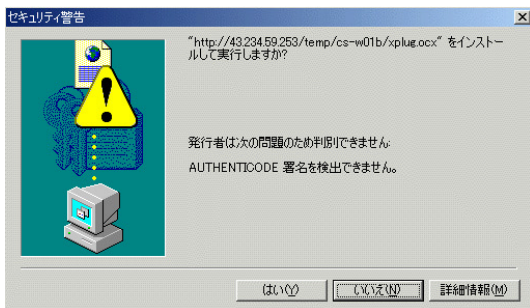 セキュリティ警告
"http://43.234.59.253/temp/cs-w01b/xplug.ocx" をインストー
ルして実行しますか?
発行者は次の問題のため判別できません:
AUTHENTICODE 署名を検出できません。
はい(Y)
いいえ(N)
詳細情報(M)